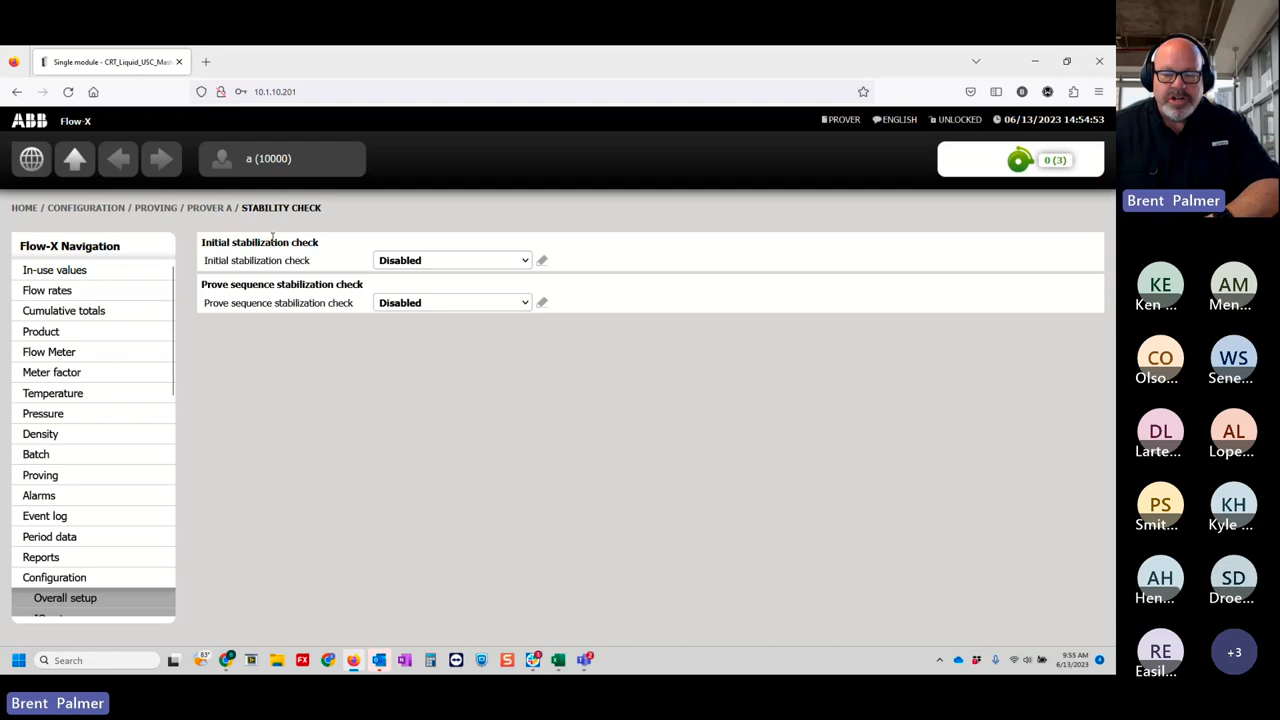 Single module - CRT_Liquid_USC_Mast
10.1.10.201
ABB Flow-X
PROVER ENGLISH UNLOCKED 06/13/2023 14:54:53
a (10000)
0 (3)
HOME / CONFIGURATION / PROVING / PROVER A / STABILITY CHECK
Flow-X Navigation
In-use values
Flow rates
Cumulative totals
Product
Flow Meter
Meter factor
Temperature
Pressure
Density
Batch
Proving
Alarms
Event log
Period data
Reports
Configuration
Overall setup
Initial stabilization check
Initial stabilization check Disabled
Prove sequence stabilization check
Prove sequence stabilization check Disabled
Brent Palmer
KE AM
Ken ... Men...
CO WS
Olso... Sene...
DL AL
Larte... Lope...
PS KH
Smit... Kyle ...
AH SD
Hen... Droe...
RE +3
Easil...
83°
Search
9:55 AM
6/13/2023
Brent Palmer